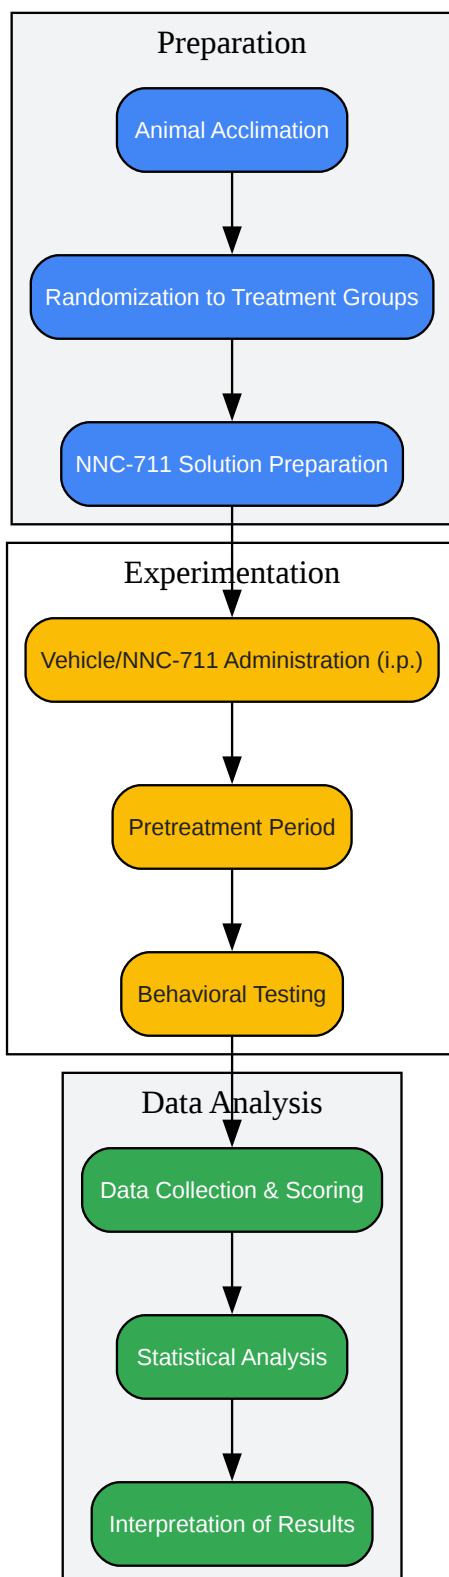 Preparation
Animal Acclimation
Randomization to Treatment Groups
NNC-711 Solution Preparation
Experimentation
Vehicle/NNC-711 Administration (i.p.)
Pretreatment Period
Behavioral Testing
Data Analysis
Data Collection & Scoring
Statistical Analysis
Interpretation of Results